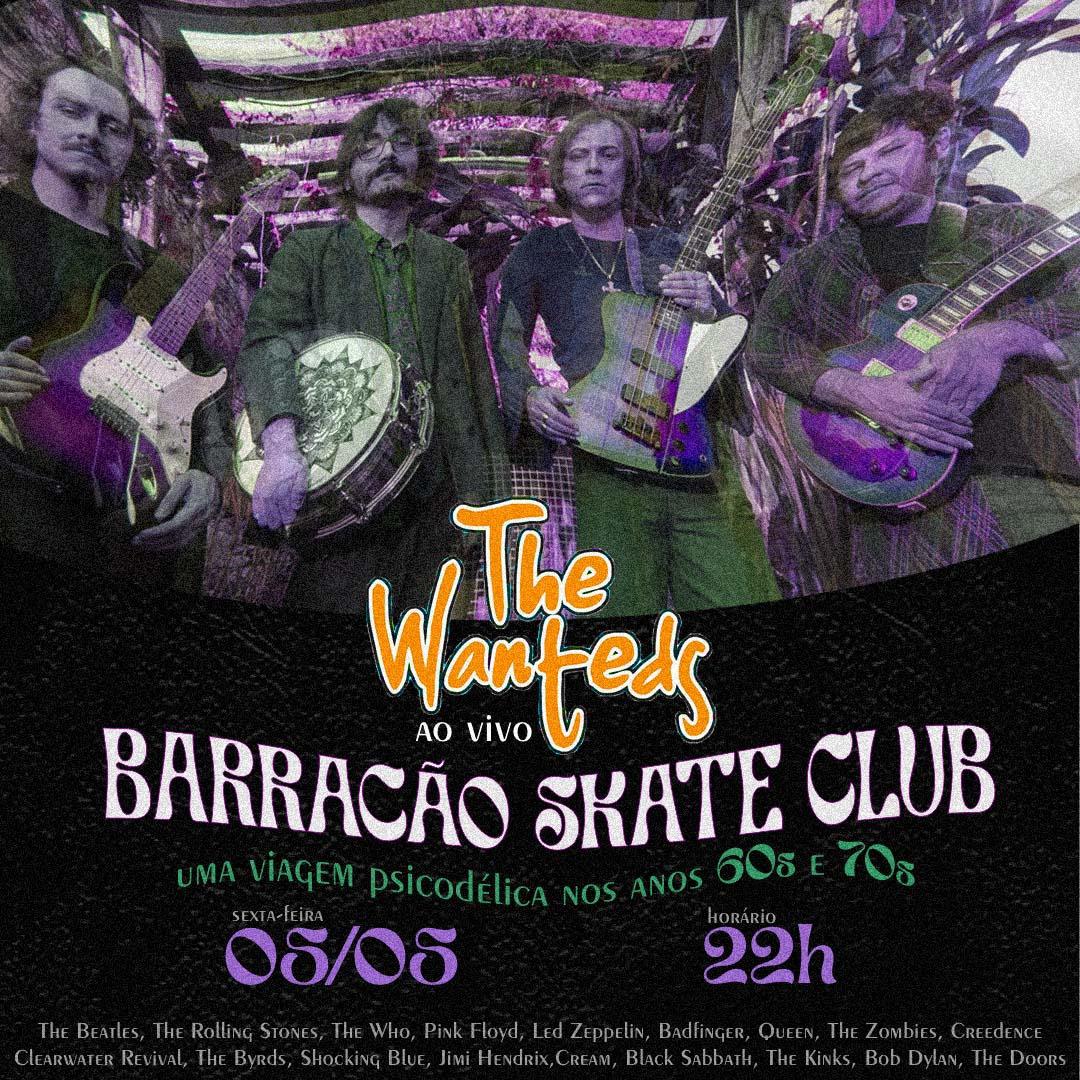 The
Wanteds
AO VIVO
BARRACÃO SKATE CLUB
UMA VIAGEM PSICODÉLICA NOS ANOS 60s E 70s
SEXTA-FEIRA
05/05
HORÁRIO
22h
The Beatles, The Rolling Stones, The Who, Pink Floyd, Led Zeppelin, Badfinger, Queen, The Zombies, Creedence
Clearwater Revival, The Byrds, Shocking Blue, Jimi Hendrix,Cream, Black Sabbath, The Kinks, Bob Dylan, The Doors